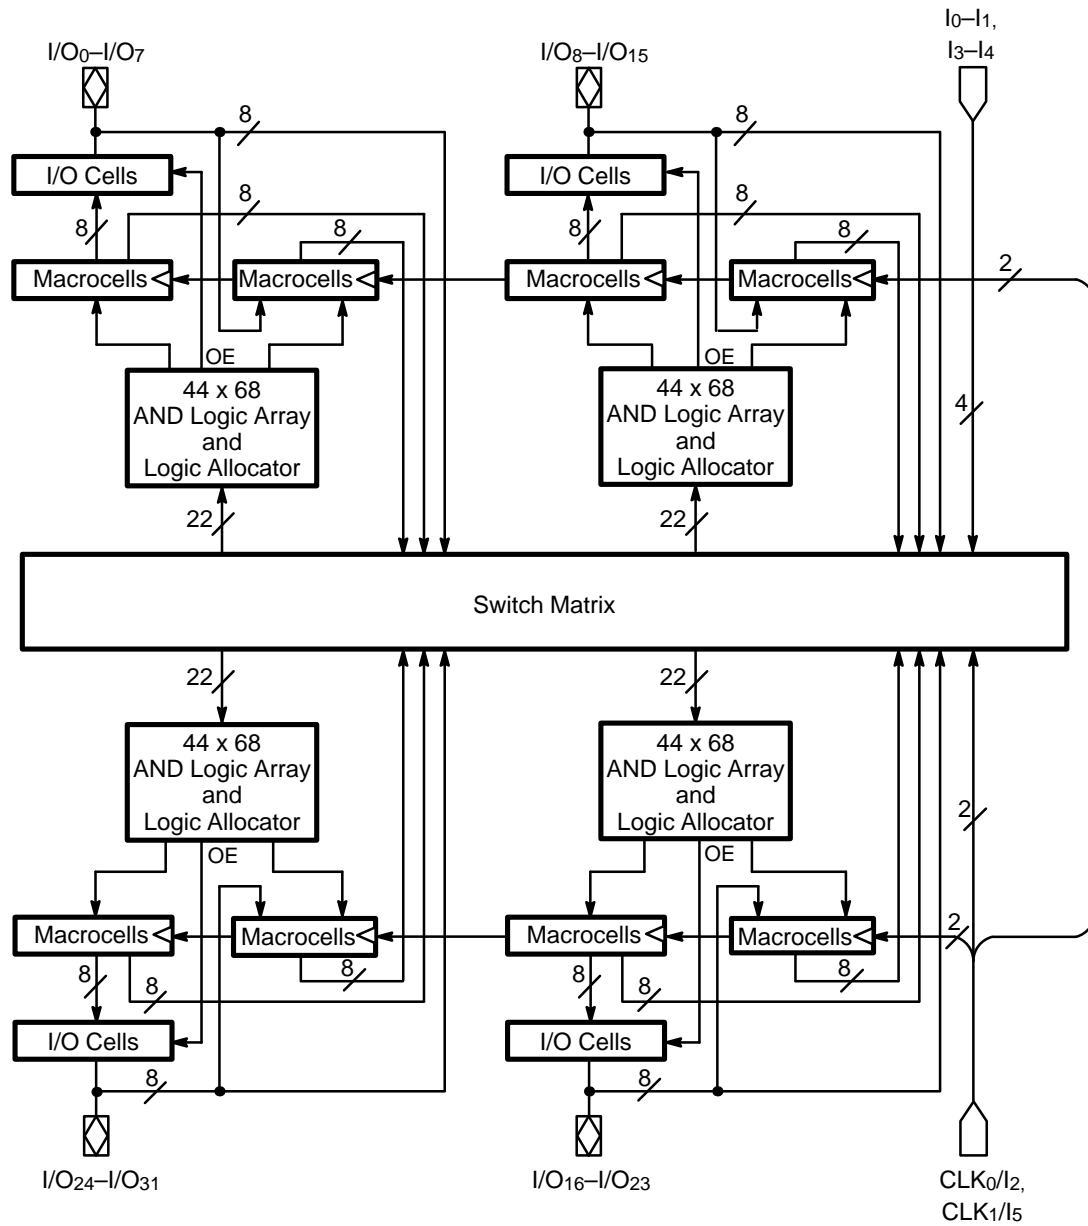 I0–I1,
I/O0–I/O7
I/O8–I/O15
I3–I4
8
8
I/O Cells
I/O Cells
8
8
8
8
8
8
2
Macrocells
Macrocells
Macrocells
Macrocells
OE
OE
44 x 68
AND Logic Array
and
Logic Allocator
44 x 68
AND Logic Array
and
Logic Allocator
4
22
22
Switch Matrix
22
22
44 x 68
AND Logic Array
and
Logic Allocator
44 x 68
AND Logic Array
and
Logic Allocator
2
OE
OE
Macrocells
Macrocells
Macrocells
Macrocells
2
8
8
8
8
8
8
I/O Cells
I/O Cells
8
8
I/O24–I/O31
I/O16–I/O23
CLK0/I2,
CLK1/I5